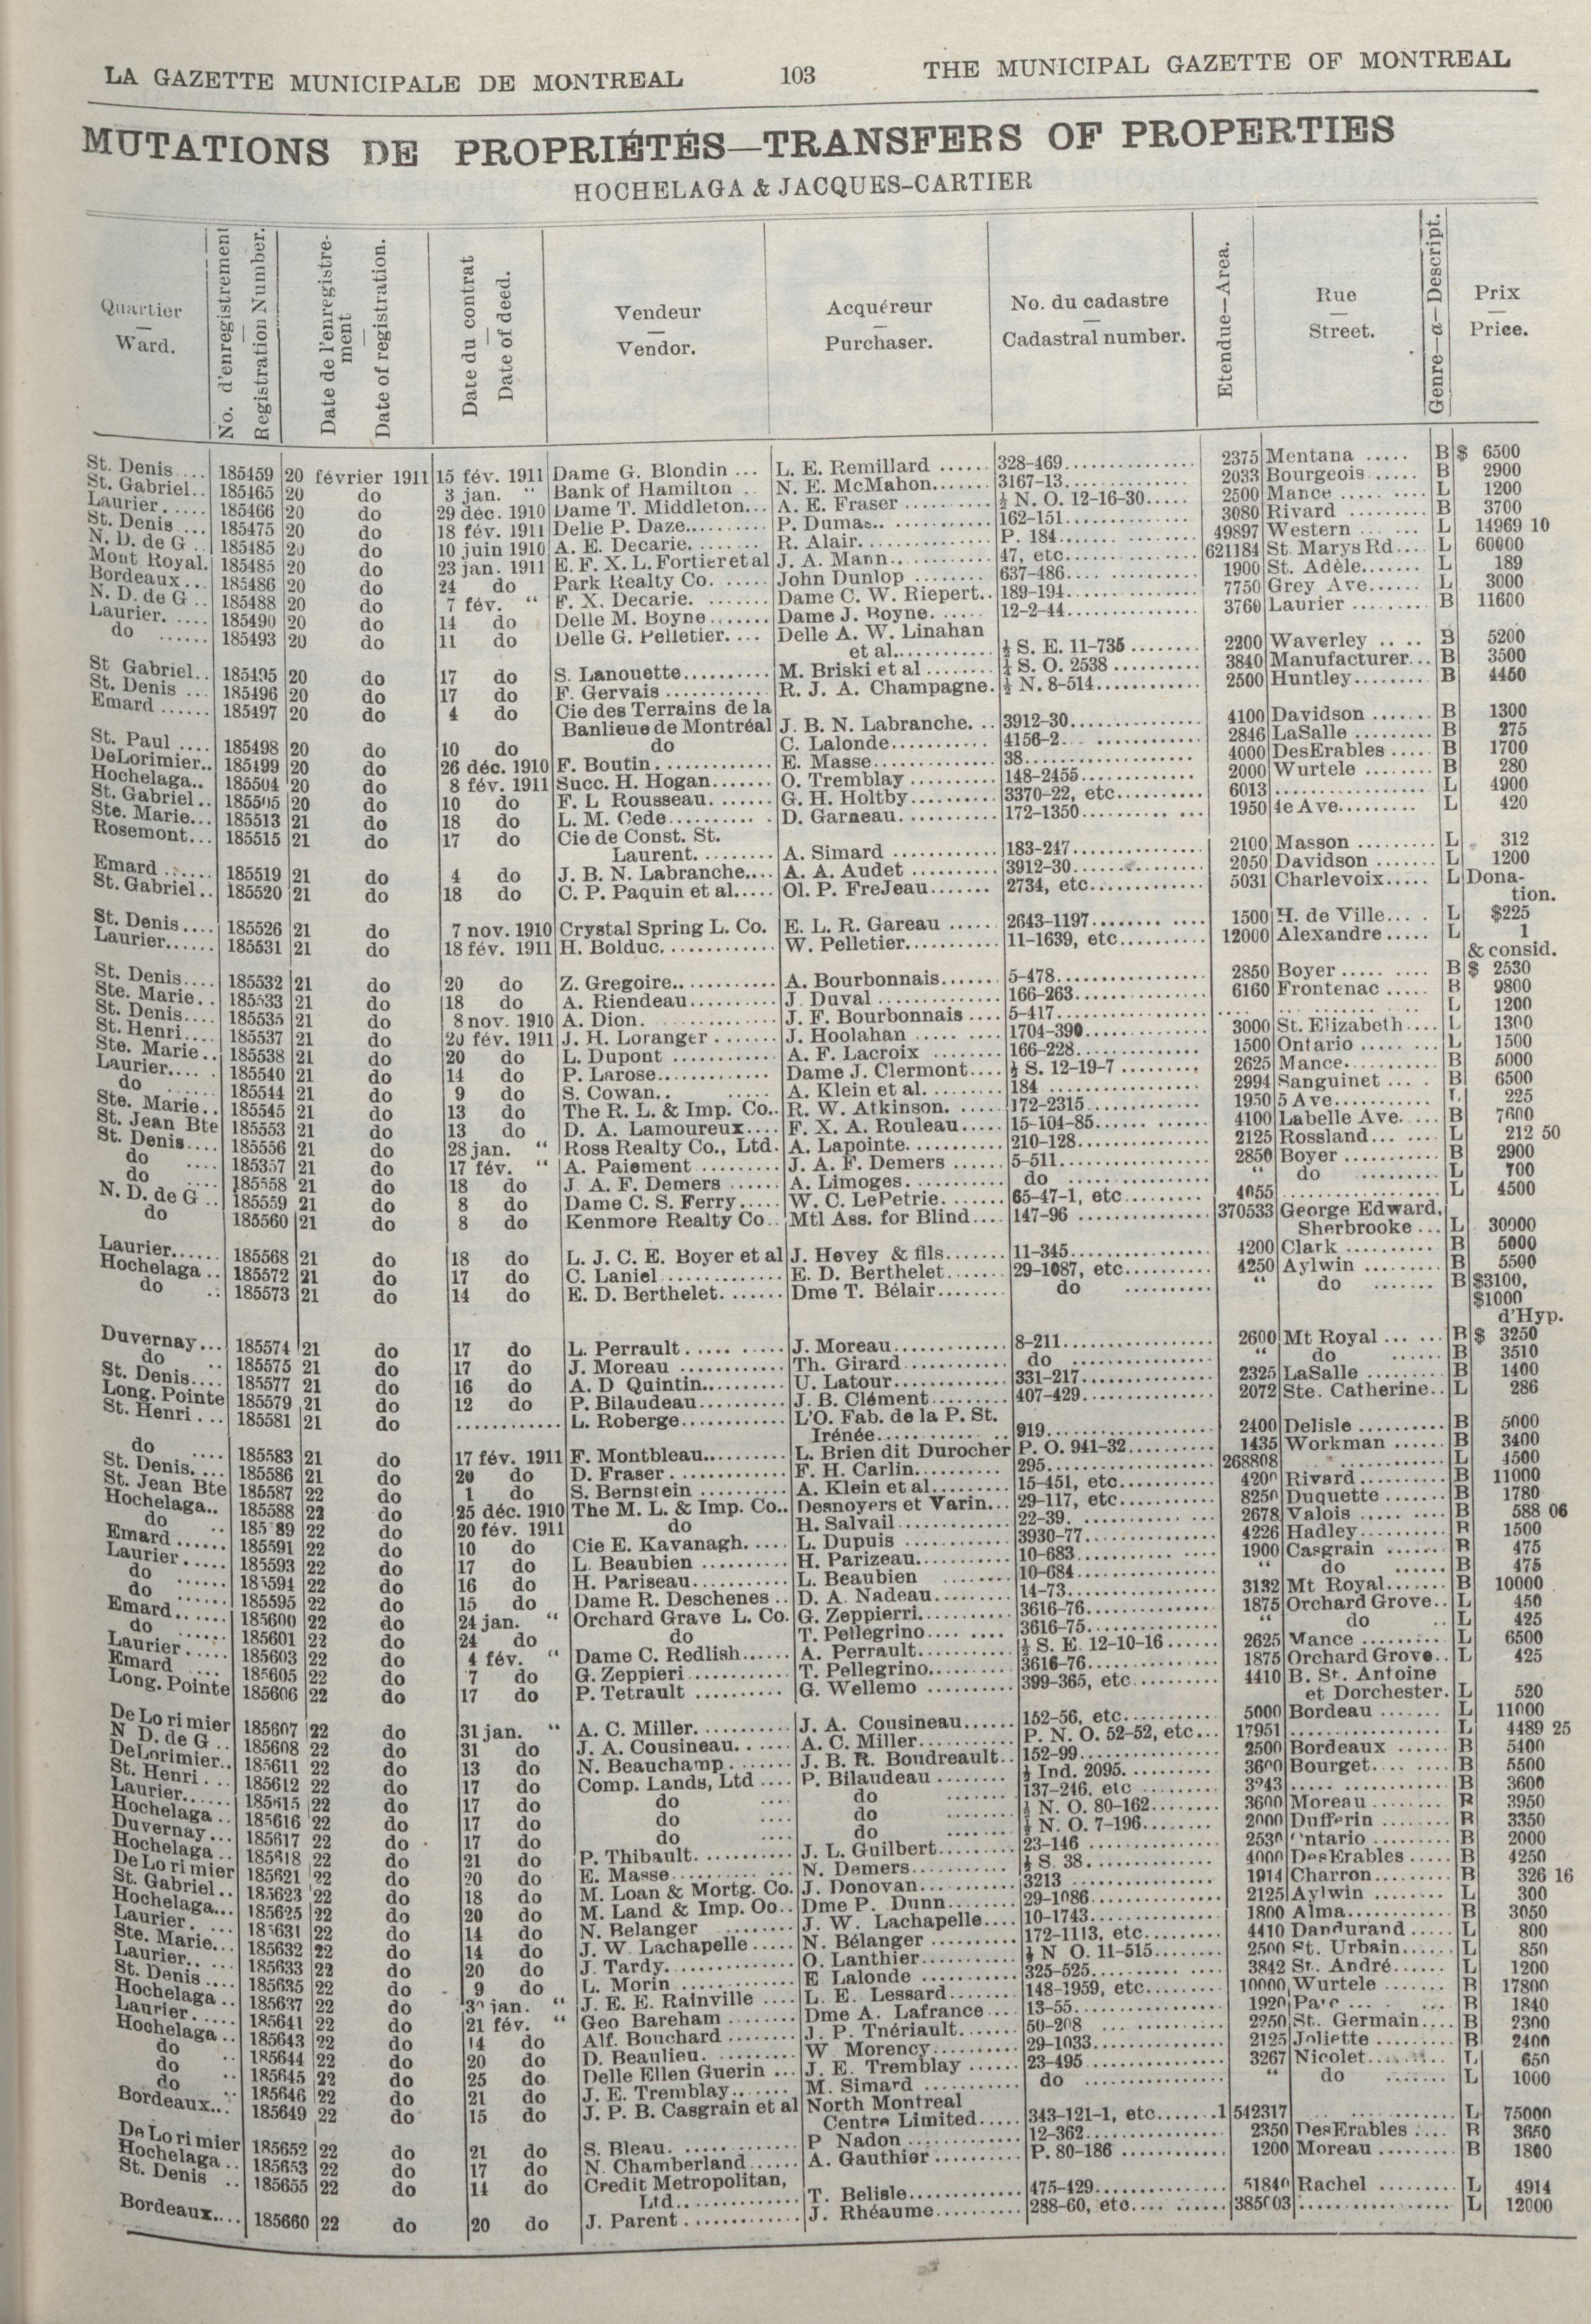 LA GAZETTE MUNICIPALE DE MONTREAL 103 THE MUNICIPAL GAZETTE OF MONTREAL
MUTATIONS DE PROPRIÉTÉS—TRANSFERS OF PROPERTIES
HOCHELAGA & JACQUES-CARTIER
Quartier — Ward.
No. d'enregistrement — Registration Number.
Date de l'enregistrement — Date of registration.
Date du contrat — Date of deed.
Vendeur — Vendor.
Acquéreur — Purchaser.
No. du cadastre — Cadastral number.
Etendue—Area.
Rue — Street.
Genre—a—Descript.
Prix — Price.
St. Denis.... 185459 20 février 1911 15 fév. 1911 Dame G. Blondin ... L. E. Remillard ...... 328-469 2375 Mentana ..... B $ 6500
St. Gabriel.. 185465 20 do 3 jan. " Bank of Hamilton .. N. E. McMahon....... 3167-13 2033 Bourgeois ..... B 2900
Laurier. .... 185466 20 do 29 déc. 1910 Dame T. Middleton... A. E. Fraser ½ N. O. 12-16-30..... 2500 Mance L 1200
St. Denis ... 185475 20 do 18 fév. 1911 Delle P. Daze P. Dumas.. 162-151 3080 Rivard B 3700
N. D. de G .. 185485 20 do 10 juin 1910 A. E. Decarie. R. Alair. P. 184 49897 Western L 14969 10
Mont Royal. 185485 20 do 23 jan. 1911 E. F. X. L. Fortier et al J. A. Mann 47, etc 621184 St. Marys Rd.... L 60000
Bordeaux ... 185486 20 do 24 do Park Realty Co. John Dunlop 637-486 1900 St. Adèle L 189
N. D. de G .. 185488 20 do 7 fév. " F. X. Decarie. Dame C. W. Riepert.. 189-194 7750 Grey Ave L 3000
Laurier. .... 185490 20 do 14 do Delle M. Boyne Dame J. Boyne. 12-2-44 3760 Laurier B 11600
do ...... 185493 20 do 11 do Delle G. Pelletier. ... Delle A. W. Linahan
et al. ½ S. E. 11-735 2200 Waverley B 5200
St Gabriel.. 185495 20 do 17 do S. Lanouette M. Briski et al ½ S. O. 2538 3840 Manufacturer... B 3500
St. Denis ... 185496 20 do 17 do F. Gervais R. J. A. Champagne. ½ N. 8-514 2500 Huntley B 4450
Emard ...... 185497 20 do 4 do Cie des Terrains de la
Banlieue de Montréal J. B. N. Labranche. .. 3912-30 4100 Davidson B 1300
St. Paul .... 185498 20 do 10 do do C. Lalonde 4156-2 2846 LaSalle B 275
DeLorimier.. 185499 20 do 26 déc. 1910 F. Boutin E. Masse 38 4000 DesErables B 1700
Hochelaga.. 185504 20 do 8 fév. 1911 Succ. H. Hogan O. Tremblay 148-2455 2000 Wurtele B 280
St. Gabriel .. 185505 20 do 10 do F. L Rousseau. G. H. Holtby 3370-22, etc 6013 L 4900
Ste. Marie... 185513 21 do 18 do L. M. Cede D. Garneau 172-1350 1950 4e Ave L 420
Rosemont... 185515 21 do 17 do Cie de Const. St.
Laurent. A. Simard 183-247 2100 Masson L 312
Emard ...... 185519 21 do 4 do J. B. N. Labranche... A. A. Audet 3912-30 2050 Davidson L 1200
St. Gabriel.. 185520 21 do 18 do C. P. Paquin et al..... Ol. P. FreJeau 2734, etc 5031 Charlevoix..... L Dona-
tion.
St. Denis.... 185526 21 do 7 nov. 1910 Crystal Spring L. Co. E. L. R. Gareau 2643-1197 1500 H. de Ville L $225
Laurier...... 185531 21 do 18 fév. 1911 H. Bolduc. W. Pelletier 11-1639, etc 12000 Alexandre L 1
& consid.
St. Denis.... 185532 21 do 20 do Z. Gregoire A. Bourbonnais 5-478 2850 Boyer B $ 2530
Ste. Marie.. 185533 21 do 18 do A. Riendeau J. Duval 166-263 6160 Frontenac B 9800
St. Denis.... 185535 21 do 8 nov. 1910 A. Dion. J. F. Bourbonnais 5-417 L 1200
St. Henri.... 185537 21 do 20 fév. 1911 J. H. Loranger J. Hoolahan 1704-390 3000 St. Elizabeth.... L 1300
Ste. Marie .. 185538 21 do 20 do L. Dupont A. F. Lacroix 166-228 1500 Ontario L 1500
Laurier.... . 185540 21 do 14 do P. Larose Dame J. Clermont.... ½ S. 12-19-7 2625 Mance B 5000
do ..... 185544 21 do 9 do S. Cowan.. A. Klein et al. 184 2994 Sanguinet B 6500
Ste. Marie.. 185545 21 do 13 do The R. L. & Imp. Co.. R. W. Atkinson. 172-2315 1950 5 Ave L 225
St. Jean Bte 185553 21 do 13 do D. A. Lamoureux.... F. X. A. Rouleau..... 15-104-85 4100 Labelle Ave. B 7600
St. Denis.... 185556 21 do 28 jan. " Ross Realty Co., Ltd. A. Lapointe 210-128 2125 Rossland L 212 50
do .... 185357 21 do 17 fév. " A. Paiement J. A. F. Demers 5-511 2850 Boyer B 2900
do .... 185558 21 do 18 do J. A. F. Demers A. Limoges do " do L 700
N. D. de G .. 185559 21 do 8 do Dame C. S. Ferry W. C. LePetrie. 65-47-1, etc 4055 L 4500
do 185560 21 do 8 do Kenmore Realty Co.. Mtl Ass. for Blind.... 147-96 370533 George Edward,
Sherbrooke ... L 30000
Laurier...... 185568 21 do 18 do L. J. C. E. Boyer et al J. Hevey & fils 11-345 4200 Clark B 5000
Hochelaga .. 185572 21 do 17 do C. Laniel E. D. Berthelet 29-1087, etc 4250 Aylwin B 5500
do .. 185573 21 do 14 do E. D. Berthelet. Dme T. Bélair do " do B $3100,
$1000
d'Hyp.
Duvernay... 185574 21 do 17 do L. Perrault J. Moreau 8-211 2600 Mt Royal B $ 3250
do .. 185575 21 do 17 do J. Moreau Th. Girard do " do B 3510
St. Denis.... 185577 21 do 16 do A. D Quintin U. Latour 331-217 2325 LaSalle B 1400
Long. Pointe 185579 21 do 12 do P. Bilaudeau J. B. Clément 407-429 2072 Ste. Catherine.. L 286
St. Henri ... 185581 21 do ............ L. Roberge L'O. Fab. de la P. St.
Irénée 919 2400 Delisle B 5000
do .... 185583 21 do 17 fév. 1911 F. Montbleau L. Brien dit Durocher P. O. 941-32 1435 Workman B 3400
St. Denis. ... 185586 21 do 20 do D. Fraser F. H. Carlin 295 268808 L 4500
St. Jean Bte 185587 22 do 1 do S. Bernstein A. Klein et al 15-451, etc 4200 Rivard B 11000
Hochelaga.. 185588 22 do 25 déc. 1910 The M. L. & Imp. Co.. Desnoyers et Varin... 29-117, etc 8250 Duquette B 1780
do .. 185 89 22 do 20 fév. 1911 do H. Salvail 22-39. 2678 Valois B 588 06
Emard ...... 185591 22 do 10 do Cie E. Kavanagh. L. Dupuis 3930-77 4226 Hadley B 1500
Laurier ..... 185593 22 do 17 do L. Beaubien H. Parizeau 10-683 1900 Casgrain B 475
do ...... 185594 22 do 16 do H. Pariseau L. Beaubien 10-684 " do B 475
do ...... 185595 22 do 15 do Dame R. Deschenes .. D. A. Nadeau 14-73 3132 Mt Royal B 10000
Emard...... 185600 22 do 24 jan. " Orchard Grave L. Co. G. Zeppierri 3616-76 1875 Orchard Grove.. L 450
do ...... 185601 22 do 24 do do T. Pellegrino 3616-75 " do L 425
Laurier ..... 185603 22 do 4 fév. " Dame C. Redlish A. Perrault ½ S. E. 12-10-16 2625 Mance L 6500
Emard ... 185605 22 do 7 do G. Zeppieri T. Pellegrino 3616-76 1875 Orchard Grove.. L 425
Long. Pointe 185606 22 do 17 do P. Tetrault G. Wellemo 399-365, etc 4410 B. St. Antoine
et Dorchester. L 520
DeLorimier 185607 22 do 31 jan. " A. C. Miller. J. A. Cousineau 152-56, etc 5000 Bordeau L 11000
N D. de G .. 185608 22 do 31 do J. A. Cousineau. A. C. Miller P. N. O. 52-52, etc 17951 L 4489 25
DeLorimier.. 185611 22 do 13 do N. Beauchamp J. B. R. Boudreault.. 152-99 2500 Bordeaux B 5400
St. Henri ... 185612 22 do 17 do Comp. Lands, Ltd P. Bilaudeau ½ Ind. 2095. 3600 Bourget B 5500
Laurier...... 185615 22 do 17 do do do 137-246, etc 3243 B 3600
Hochelaga .. 185616 22 do 17 do do do ½ N. O. 80-162 3600 Moreau B 3950
Duvernay... 185617 22 do 17 do do do ½ N. O. 7-196 2000 Dufferin B 3350
Hochelaga .. 185618 22 do 21 do P. Thibault J. L. Guilbert 23-146 2530 Ontario B 2000
DeLorimier 185621 22 do 20 do E. Masse N. Demers ½ S. 38. 4000 DesErables B 4250
St. Gabriel.. 185623 22 do 18 do M. Loan & Mortg. Co. J. Donovan 3213 1914 Charron B 326 16
Hochelaga... 185625 22 do 20 do M. Land & Imp. Co.. Dme P. Dunn 29-1086 2125 Aylwin L 300
Laurier. .... 185631 22 do 14 do N. Belanger J. W. Lachapelle 10-1743 1800 Alma B 3050
Ste. Marie... 185632 22 do 14 do J. W. Lachapelle N. Bélanger 172-1113, etc 4410 Dandurand L 800
Laurier.. ... 185633 22 do 20 do J. Tardy O. Lanthier ½ N O. 11-515 2500 St. Urbain L 850
St. Denis .... 185635 22 do 9 do L. Morin E Lalonde 325-525 3842 St. André L 1200
Hochelaga .. 185637 22 do 30 jan. " J. E. E. Rainville L. E. Lessard 148-1959, etc 10000 Wurtele B 17800
Laurier. .... 185641 22 do 21 fév. " Geo Bareham Dme A. Lafrance 13-55 1920 Parc B 1840
Hochelaga .. 185643 22 do 14 do Alf. Bouchard J. P. Thériault 50-208 2250 St. Germain B 2300
do .. 185644 22 do 20 do D. Beaulieu. W Morency 29-1033 2125 Joliette B 2400
do .. 185645 22 do 25 do Delle Ellen Guerin ... J. E. Tremblay 23-495 3267 Nicolet L 650
do .. 185646 22 do 21 do J. E. Tremblay M. Simard do " do L 1000
Bordeaux... 185649 22 do 15 do J. P. B. Casgrain et al North Montreal
Centre Limited. 343-121-1, etc 1 542317 L 75000
DeLorimier 185652 22 do 21 do S. Bleau. P Nadon 12-362 2350 DesErables B 3650
Hochelaga .. 185653 22 do 17 do N. Chamberland A. Gauthier P. 80-186 1200 Moreau B 1800
St. Denis .. 185655 22 do 14 do Credit Metropolitan,
Ltd. T. Belisle 475-429 51840 Rachel L 4914
Bordeaux.... 185660 22 do 20 do J. Parent J. Rhéaume 288-60, etc 385003 L 12000